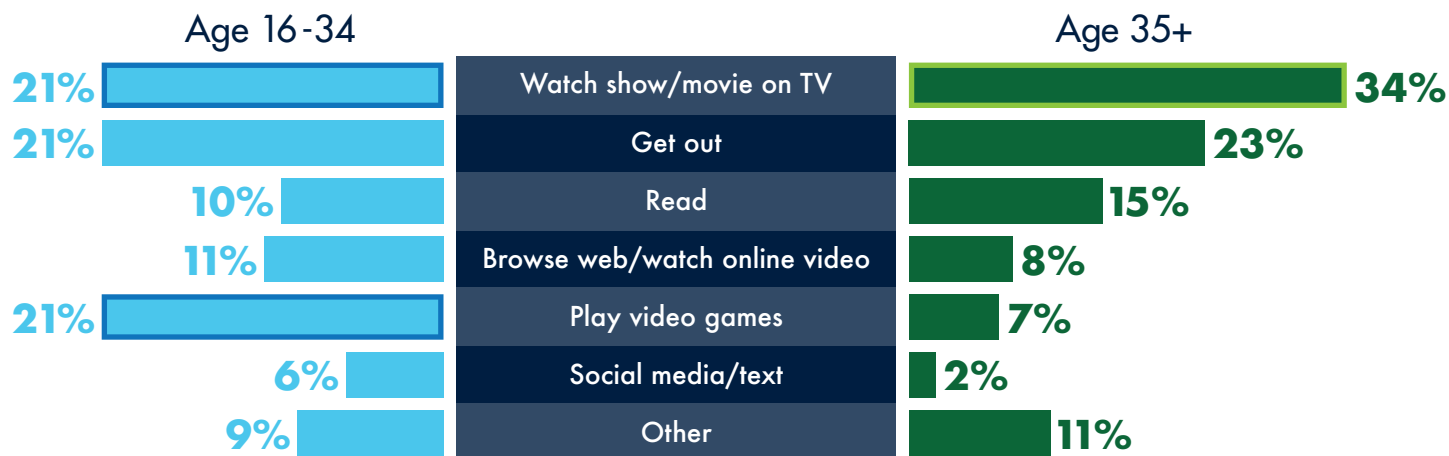 Age 16-34 Age 35+
21% Watch show/movie on TV 34%
21% Get out 23%
10% Read 15%
11% Browse web/watch online video 8%
21% Play video games 7%
6% Social media/text 2%
9% Other 11%